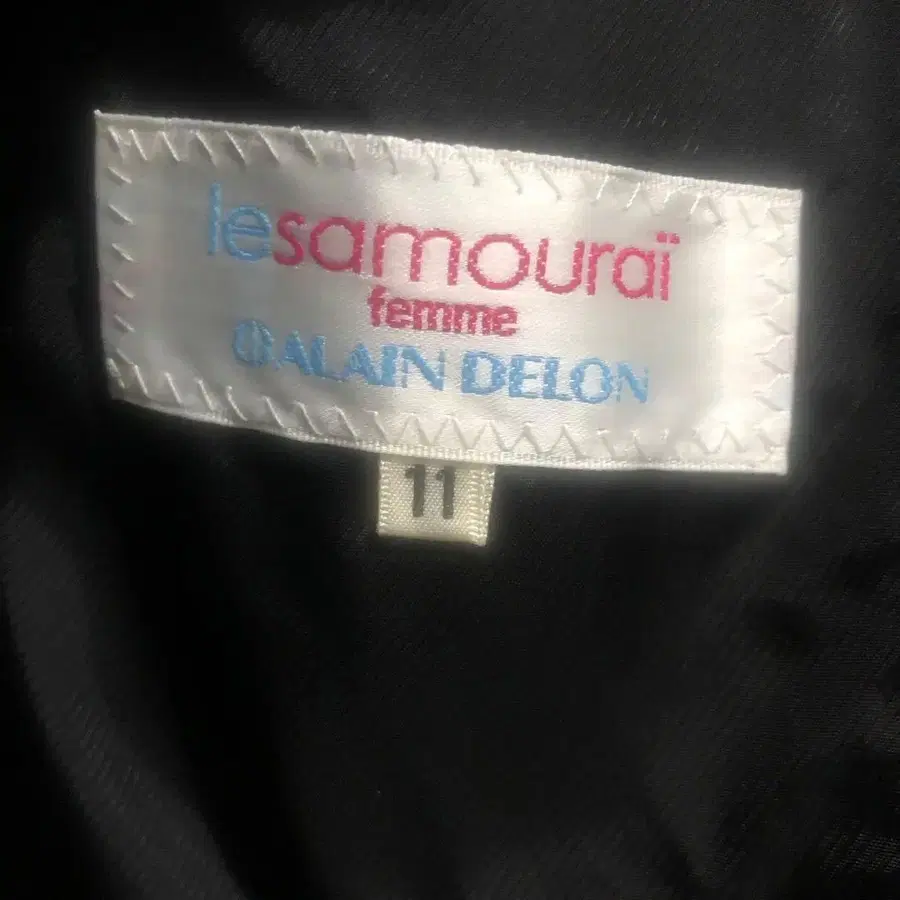 lesamouraï
femme
ALAIN DELON
11